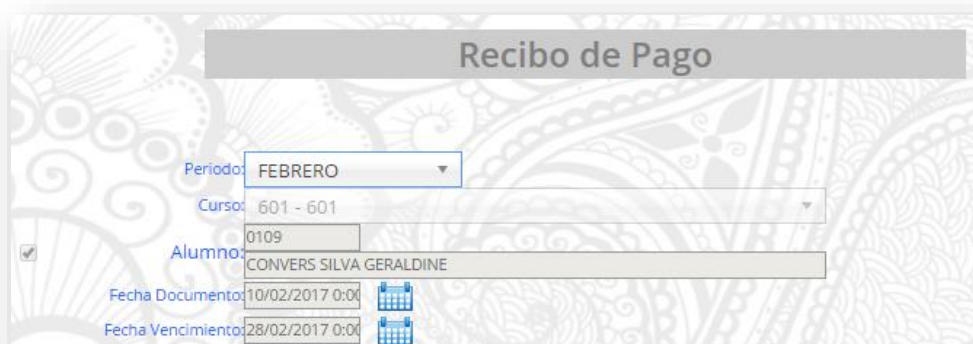 Recibo de Pago
Periodo: FEBRERO
Curso: 601 - 601
0109
Alumno:
CONVERS SILVA GERALDINE
Fecha Documento: 10/02/2017 0:00
Fecha Vencimiento: 28/02/2017 0:00